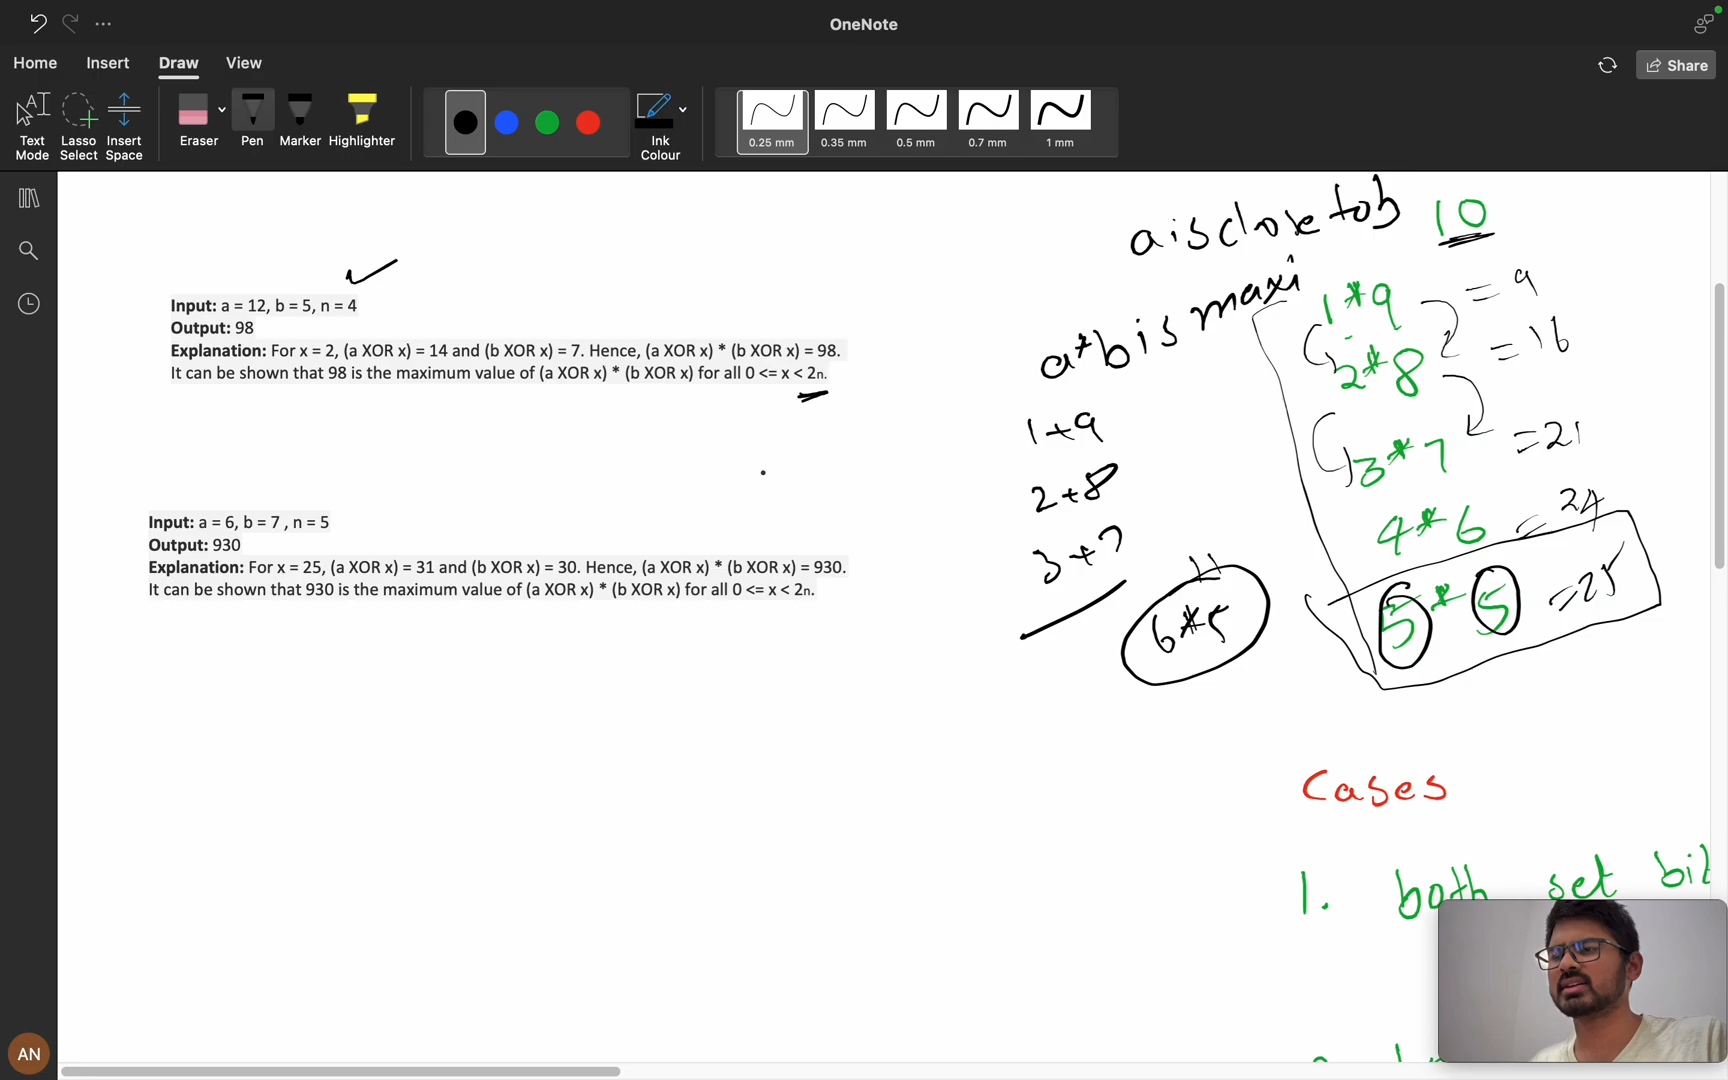 OneNote
Home Insert Draw View
Share
Text Mode
Lasso Select
Insert Space
Eraser
Pen
Marker
Highlighter
Ink Colour
0.25 mm
0.35 mm
0.5 mm
0.7 mm
1 mm
Input: a = 12, b = 5, n = 4
Output: 98
Explanation: For x = 2, (a XOR x) = 14 and (b XOR x) = 7. Hence, (a XOR x) * (b XOR x) = 98.
It can be shown that 98 is the maximum value of (a XOR x) * (b XOR x) for all 0 <= x < 2n.
Input: a = 6, b = 7 , n = 5
Output: 930
Explanation: For x = 25, (a XOR x) = 31 and (b XOR x) = 30. Hence, (a XOR x) * (b XOR x) = 930.
It can be shown that 930 is the maximum value of (a XOR x) * (b XOR x) for all 0 <= x < 2n.
a is close to b
10
a*b is maxi
1+9
2+8
3+7
11
6*5
1*9 = 9
2*8 = 16
3*7 = 21
4*6 = 24
5*5 = 25
Cases
1. both set bit
AN